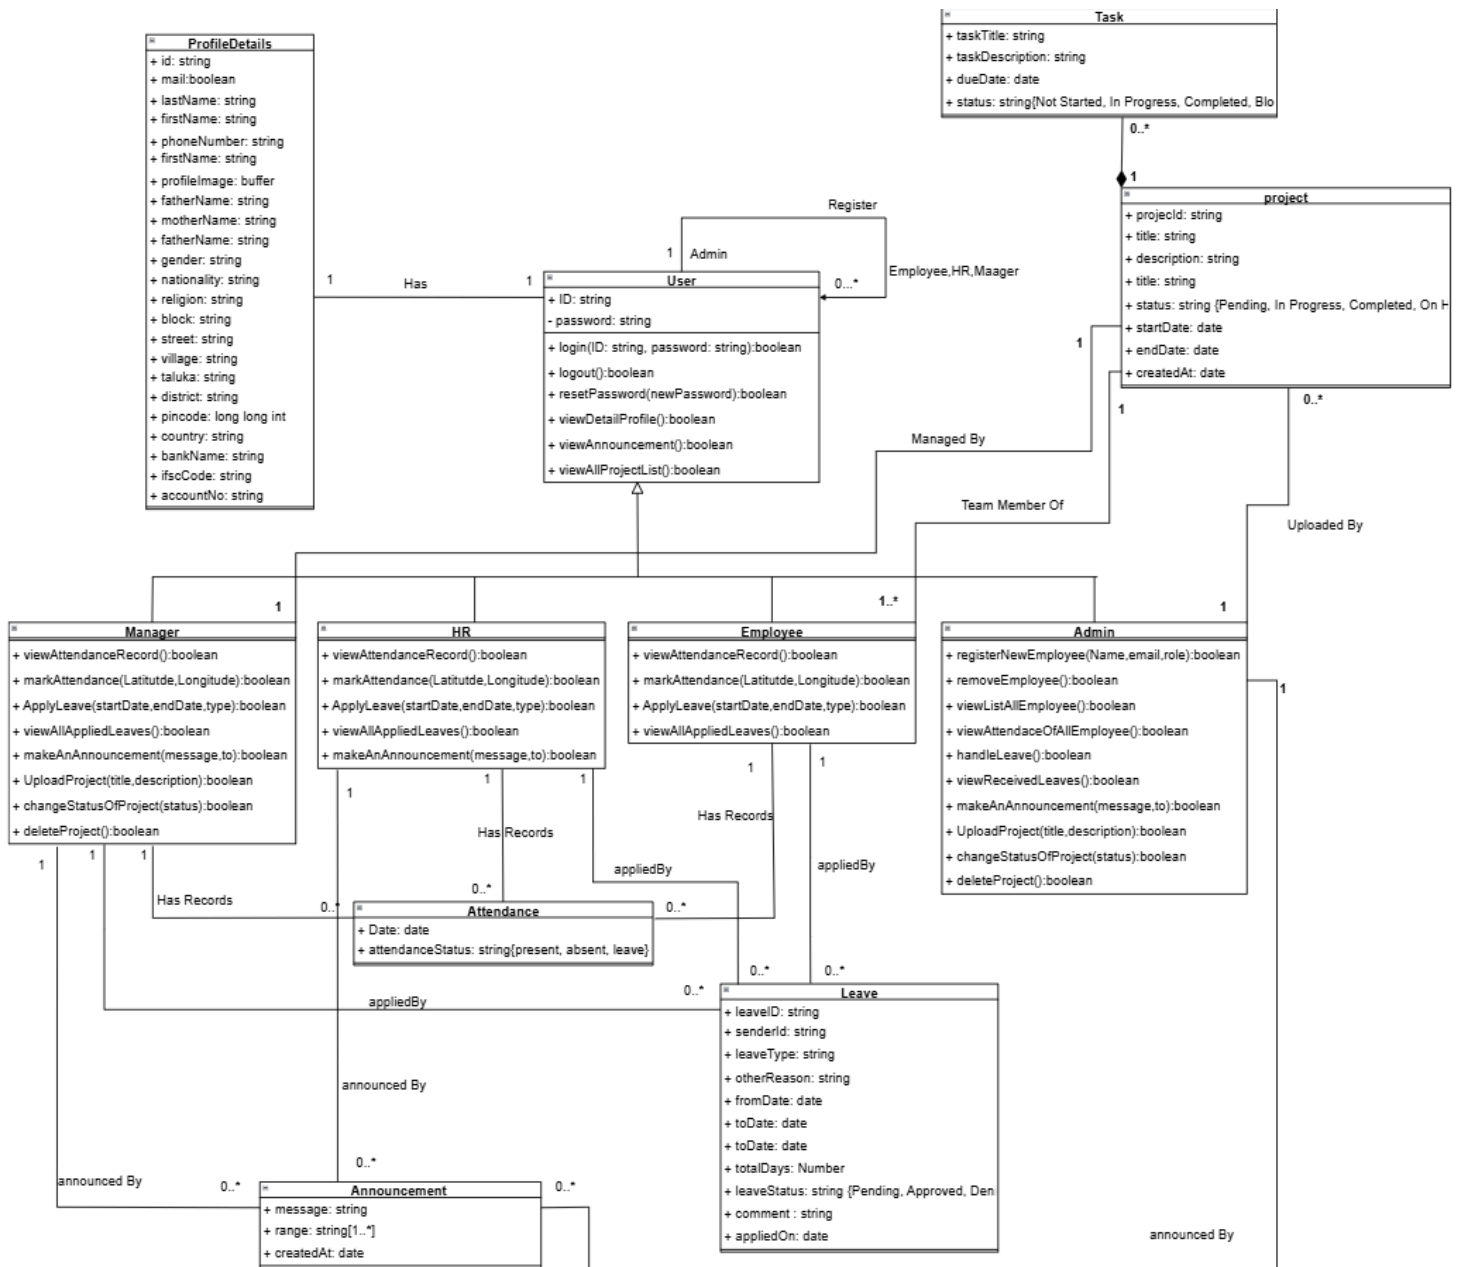 Task
+ taskTitle: string
+ taskDescription: string
+ dueDate: date
+ status: string{Not Started, In Progress, Completed, Blo
0..*
1
ProfileDetails
+ id: string
+ mail:boolean
+ lastName: string
+ firstName: string
+ phoneNumber: string
+ firstName: string
+ profileImage: buffer
+ fatherName: string
+ motherName: string
+ fatherName: string
+ gender: string
+ nationality: string
+ religion: string
+ block: string
+ street: string
+ village: string
+ taluka: string
+ district: string
+ pincode: long long int
+ country: string
+ bankName: string
+ ifscCode: string
+ accountNo: string
1
Has
1
Register
1
Admin
Employee,HR,Maager
0...*
User
+ ID: string
- password: string
+ login(ID: string, password: string):boolean
+ logout():boolean
+ resetPassword(newPassword):boolean
+ viewDetailProfile():boolean
+ viewAnnouncement():boolean
+ viewAllProjectList():boolean
project
+ projecId: string
+ title: string
+ description: string
+ title: string
+ status: string {Pending, In Progress, Completed, On H
+ startDate: date
+ endDate: date
+ createdAt: date
1
1
0..*
Managed By
Team Member Of
Uploaded By
1
1..*
1
Manager
+ viewAttendanceRecord():boolean
+ markAttendance(Latitutde,Longitude):boolean
+ ApplyLeave(startDate,endDate,type):boolean
+ viewAllAppliedLeaves():boolean
+ makeAnAnnouncement(message,to):boolean
+ UploadProject(title,description):boolean
+ changeStatusOfProject(status):boolean
+ deleteProject():boolean
HR
+ viewAttendanceRecord():boolean
+ markAttendance(Latitutde,Longitude):boolean
+ ApplyLeave(startDate,endDate,type):boolean
+ viewAllAppliedLeaves():boolean
+ makeAnAnnouncement(message,to):boolean
Employee
+ viewAttendanceRecord():boolean
+ markAttendance(Latitutde,Longitude):boolean
+ ApplyLeave(startDate,endDate,type):boolean
+ viewAllAppliedLeaves():boolean
Admin
+ registerNewEmployee(Name,email,role):boolean
+ removeEmployee():boolean
+ viewListAllEmployee():boolean
+ viewAttendaceOfAllEmployee():boolean
+ handleLeave():boolean
+ viewReceivedLeaves():boolean
+ makeAnAnnouncement(message,to):boolean
+ UploadProject(title,description):boolean
+ changeStatusOfProject(status):boolean
+ deleteProject():boolean
1
1
1
1
1
1
1
1
1
Has Records
Has Records
Has Records
appliedBy
appliedBy
0..*
0..*
0..*
Attendance
+ Date: date
+ attendanceStatus: string{present, absent, leave}
appliedBy
0..*
0..*
0..*
Leave
+ leaveID: string
+ senderId: string
+ leaveType: string
+ otherReason: string
+ fromDate: date
+ toDate: date
+ toDate: date
+ totalDays: Number
+ leaveStatus: string {Pending, Approved, Deni
+ comment : string
+ appliedOn: date
announced By
announced By
announced By
0..*
0..*
0..*
Announcement
+ message: string
+ range: string[1..*]
+ createdAt: date